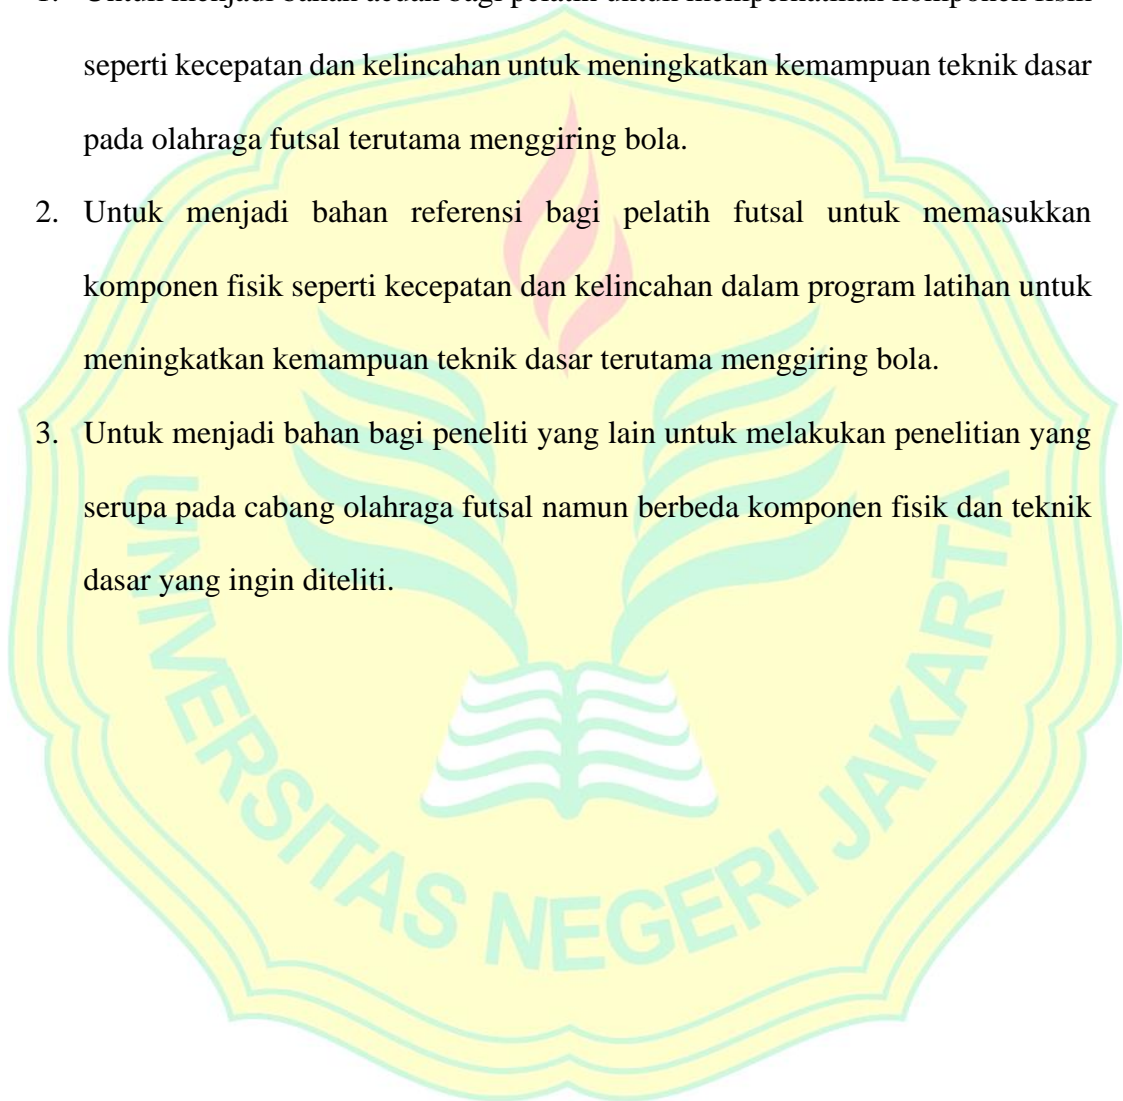 seperti kecepatan dan kelincahan untuk meningkatkan kemampuan teknik dasar
pada olahraga futsal terutama menggiring bola.
2. Untuk menjadi bahan referensi bagi pelatih futsal untuk memasukkan
komponen fisik seperti kecepatan dan kelincahan dalam program latihan untuk
meningkatkan kemampuan teknik dasar terutama menggiring bola.
3. Untuk menjadi bahan bagi peneliti yang lain untuk melakukan penelitian yang
serupa pada cabang olahraga futsal namun berbeda komponen fisik dan teknik
dasar yang ingin diteliti.
UNIVERSITAS NEGERI JAKARTA